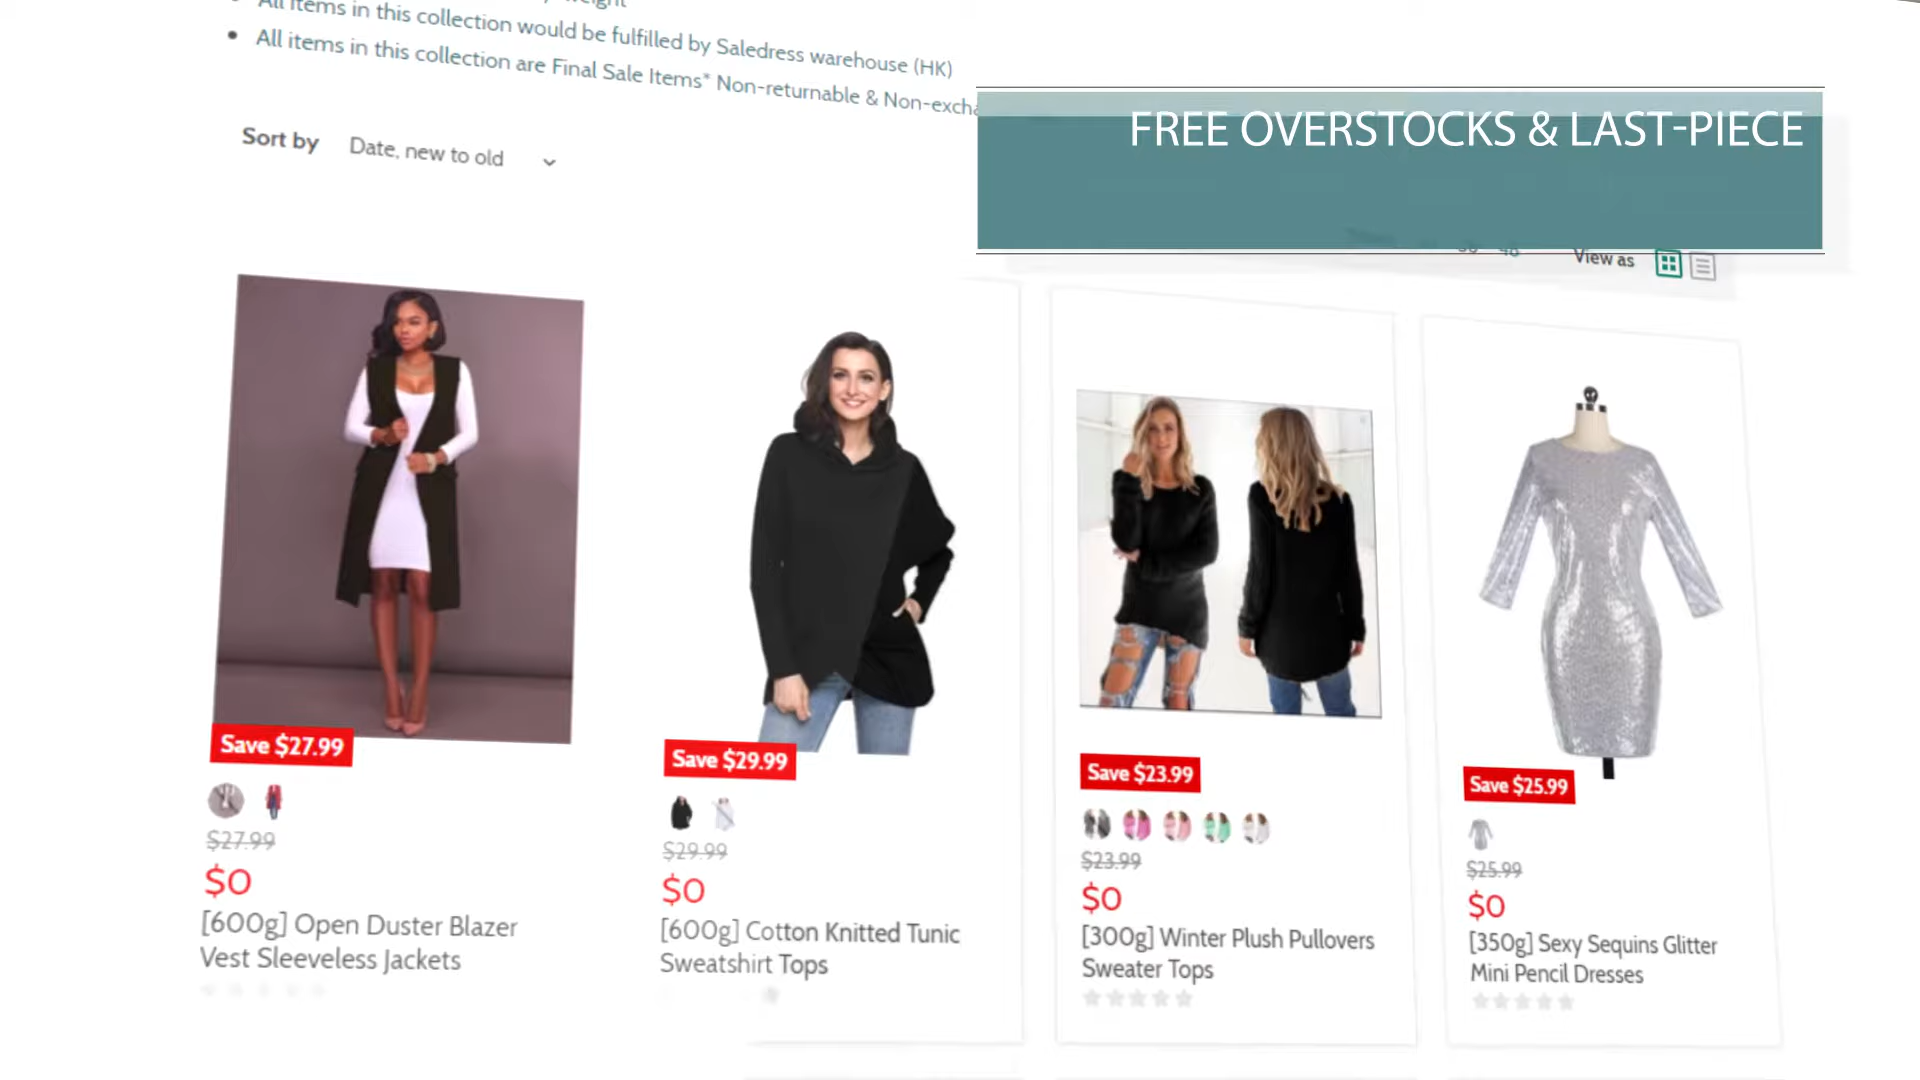 All items in this collection would be fulfilled by Saledress warehouse (HK)
All items in this collection are Final Sale Items* Non-returnable & Non-excha
FREE OVERSTOCKS & LAST-PIECE
Sort by Date, new to old
View as
Save $27.99
$27.99
$0
[600g] Open Duster Blazer
Vest Sleeveless Jackets
Save $29.99
$29.99
$0
[600g] Cotton Knitted Tunic
Sweatshirt Tops
Save $23.99
$23.99
$0
[300g] Winter Plush Pullovers
Sweater Tops
Save $25.99
$25.99
$0
[350g] Sexy Sequins Glitter
Mini Pencil Dresses